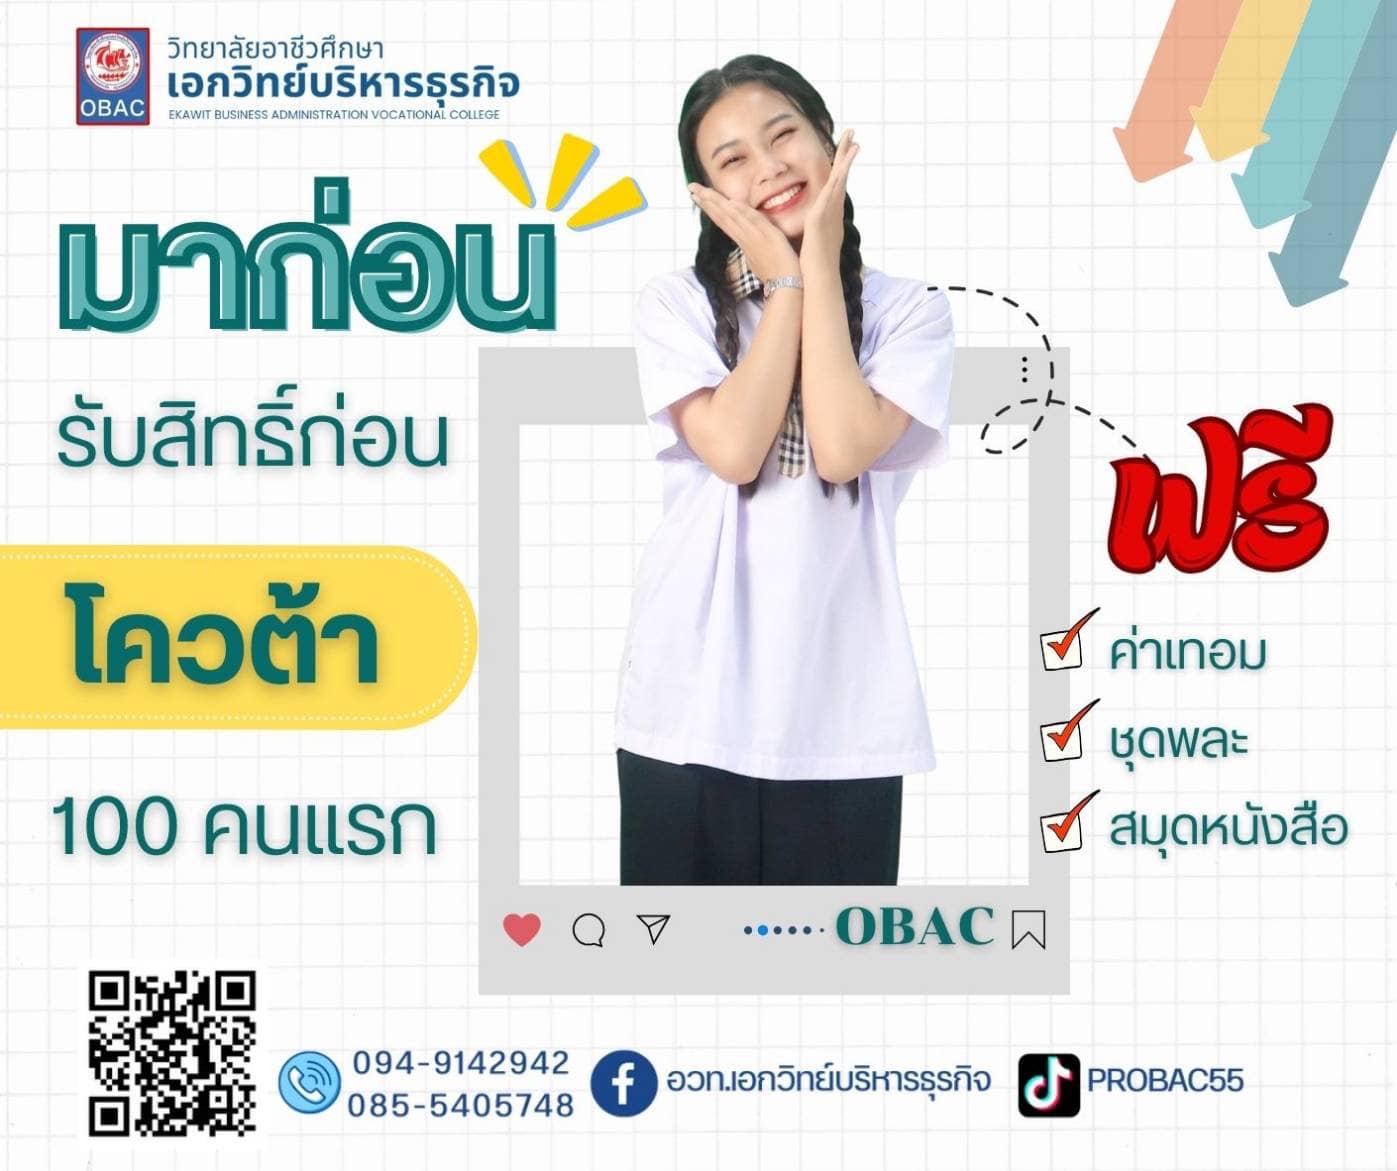 วิทยาลัยอาชีวศึกษา
เอกวิทย์บริหารธุรกิจ
EKAWIT BUSINESS ADMINISTRATION VOCATIONAL COLLEGE
OBAC
มาก่อน
รับสิทธิ์ก่อน
โควต้า
100 คนแรก
ฟรี
ค่าเทอม
ชุดพละ
สมุดหนังสือ
OBAC
094-9142942
085-5405748
อวท.เอกวิทย์บริหารธุรกิจ
PROBAC55